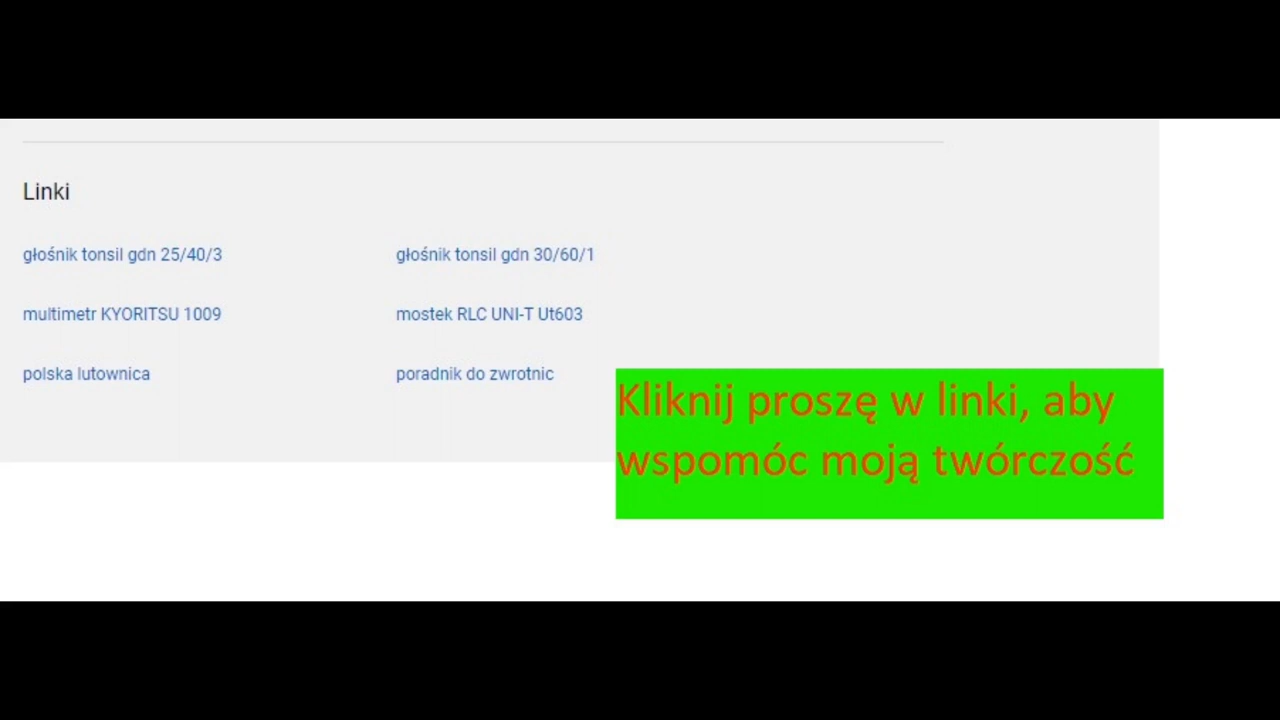 Linki
głośnik tonsil gdn 25/40/3
głośnik tonsil gdn 30/60/1
multimetr KYORITSU 1009
mostek RLC UNI-T Ut603
polska lutownica
poradnik do zwrotnic
Kliknij proszę w linki, aby
wspomóc moją twórczość